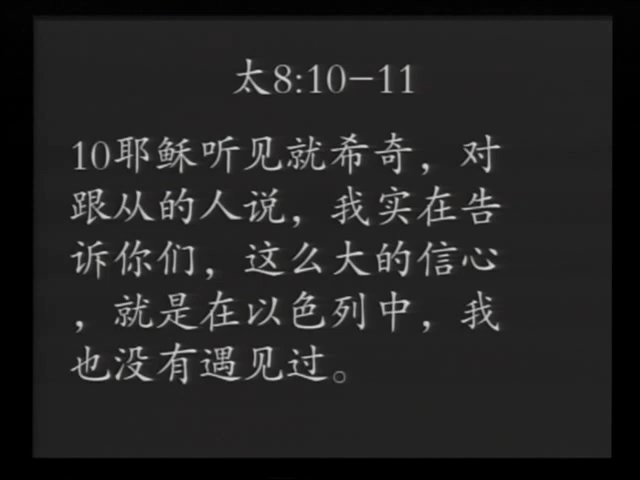 太8:10-11
10耶稣听见就希奇，对
跟从的人说，我实在告
诉你们，这么大的信心
，就是在以色列中，我
也没有遇见过。